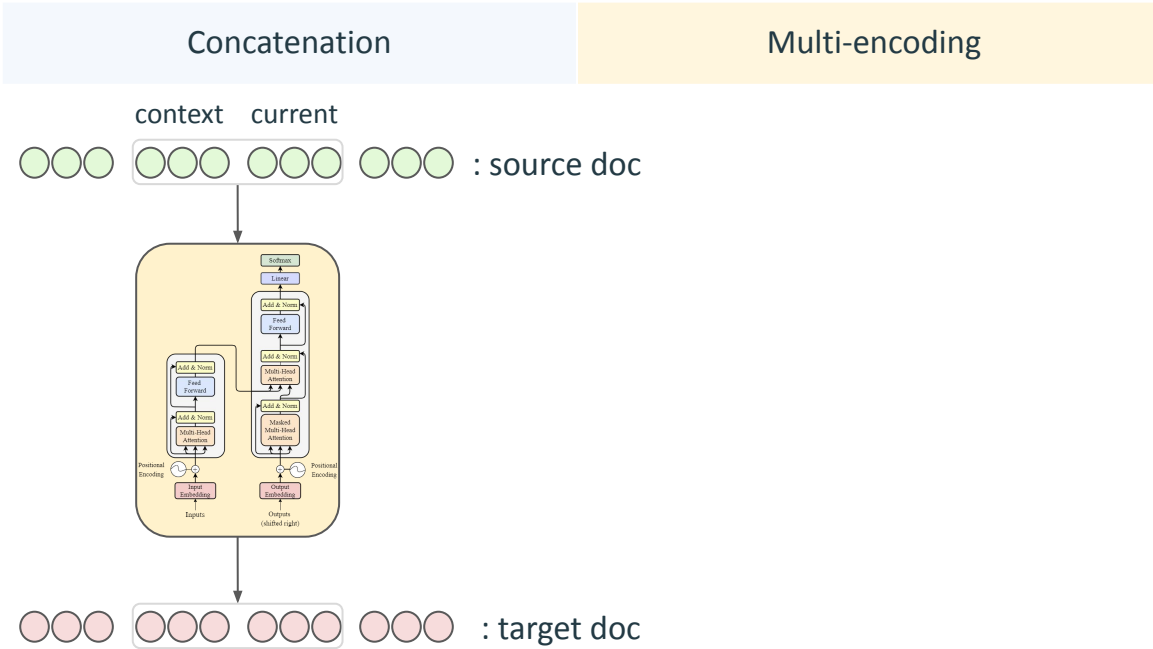 Concatenation
Multi-encoding
context
current
: source doc
Softmax
Linear
Add & Norm
Feed
Forward
Add & Norm
Multi-Head
Attention
Add & Norm
Feed
Forward
Add & Norm
Multi-Head
Attention
Add & Norm
Masked
Multi-Head
Attention
Positional
Encoding
Positional
Encoding
Input
Embedding
Output
Embedding
Inputs
Outputs
(shifted right)
: target doc